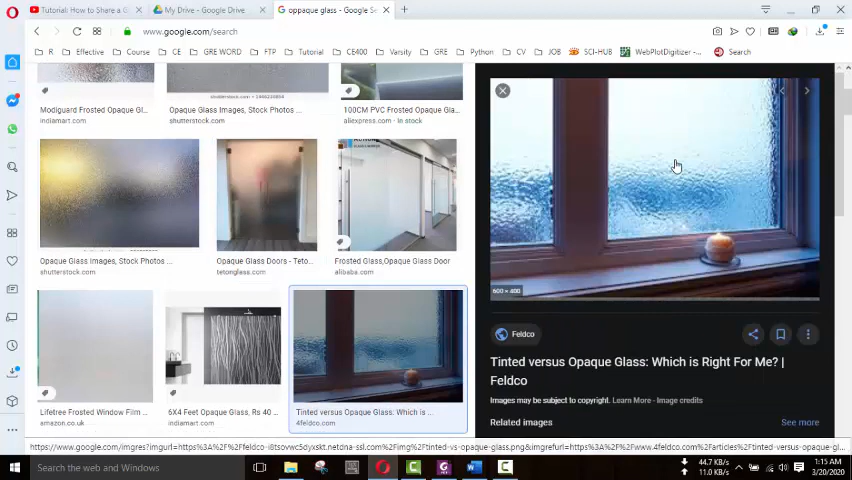 Tutorial: How to Share a G
My Drive - Google Drive
oppaque glass - Google Se
www.google.com/search
R
Effective
Course
GRE WORD
FTP
Tutorial
CE400
Varsity
GRE
Python
CV
JOB
SCI-HUB
WebPlotDigitizer -...
Search
Modiguard Frosted Opaque Gl...
indiamart.com
Opaque Glass Images, Stock Photos ...
shutterstock.com
100CM PVC Frosted Opaque Gla...
aliexpress.com - In stock
Opaque Glass Images, Stock Photos ...
shutterstock.com
Opaque Glass Doors - Teto...
tetonglass.com
Frosted Glass,Opaque Glass Door
alibaba.com
600 × 400
Feldco
Tinted versus Opaque Glass: Which is Right For Me? |
Feldco
Images may be subject to copyright. Learn More - Image credits
Related images
See more
Lifetree Frosted Window Film ...
amazon.co.uk
6X4 Feet Opaque Glass, Rs 40 ...
indiamart.com
Tinted versus Opaque Glass: Which is ...
4feldco.com
Search the web and Windows
44.7 KB/s
11.0 KB/s
1:15 AM
3/20/2020